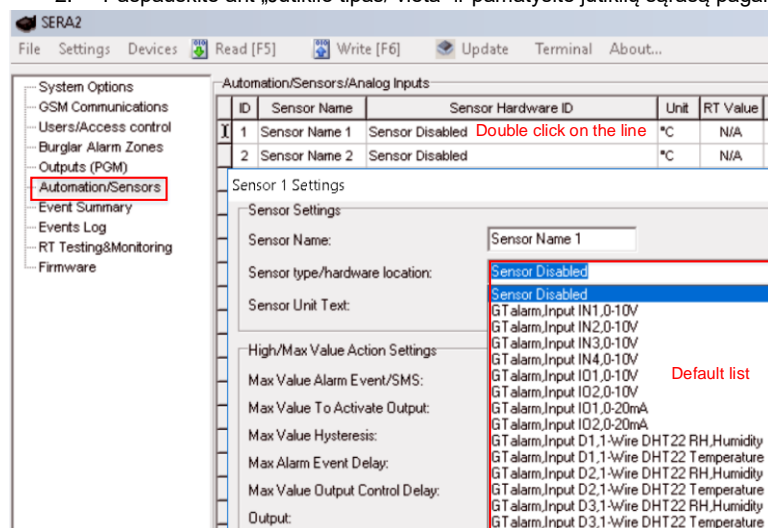 2. Paspauskite ant „Jutiklio tipas/ vieta“ ir pamatysite jutiklių sąrašą
SERA2
File Settings Devices Read [F5] Write [F6] Update Terminal About...
System Options
GSM Communications
Users/Access control
Burglar Alarm Zones
Outputs (PGM)
Automation/Sensors
Event Summary
Events Log
RT Testing&Monitoring
Firmware
Automation/Sensors/Analog Inputs
ID Sensor Name Sensor Hardware ID Unit RT Value
1 Sensor Name 1 Sensor Disabled Double click on the line °C N/A
2 Sensor Name 2 Sensor Disabled °C N/A
Sensor 1 Settings
Sensor Settings
Sensor Name: Sensor Name 1
Sensor type/hardware location: Sensor Disabled
Sensor Unit Text:
High/Max Value Action Settings
Max Value Alarm Event/SMS:
Max Value To Activate Output:
Max Value Hysteresis:
Max Alarm Event Delay:
Max Value Output Control Delay:
Output:
Sensor Disabled
GTalarm,Input IN1,0-10V
GTalarm,Input IN2,0-10V
GTalarm,Input IN3,0-10V
GTalarm,Input IN4,0-10V
GTalarm,Input IO1,0-10V
GTalarm,Input IO2,0-10V
GTalarm,Input IO1,0-20mA
GTalarm,Input IO2,0-20mA
GTalarm,Input D1,1-Wire DHT22 RH,Humidity
GTalarm,Input D1,1-Wire DHT22 Temperature
GTalarm,Input D2,1-Wire DHT22 RH,Humidity
GTalarm,Input D2,1-Wire DHT22 Temperature
GTalarm,Input D3,1-Wire DHT22 RH,Humidity
GTalarm,Input D3,1-Wire DHT22 Temperature
Default list